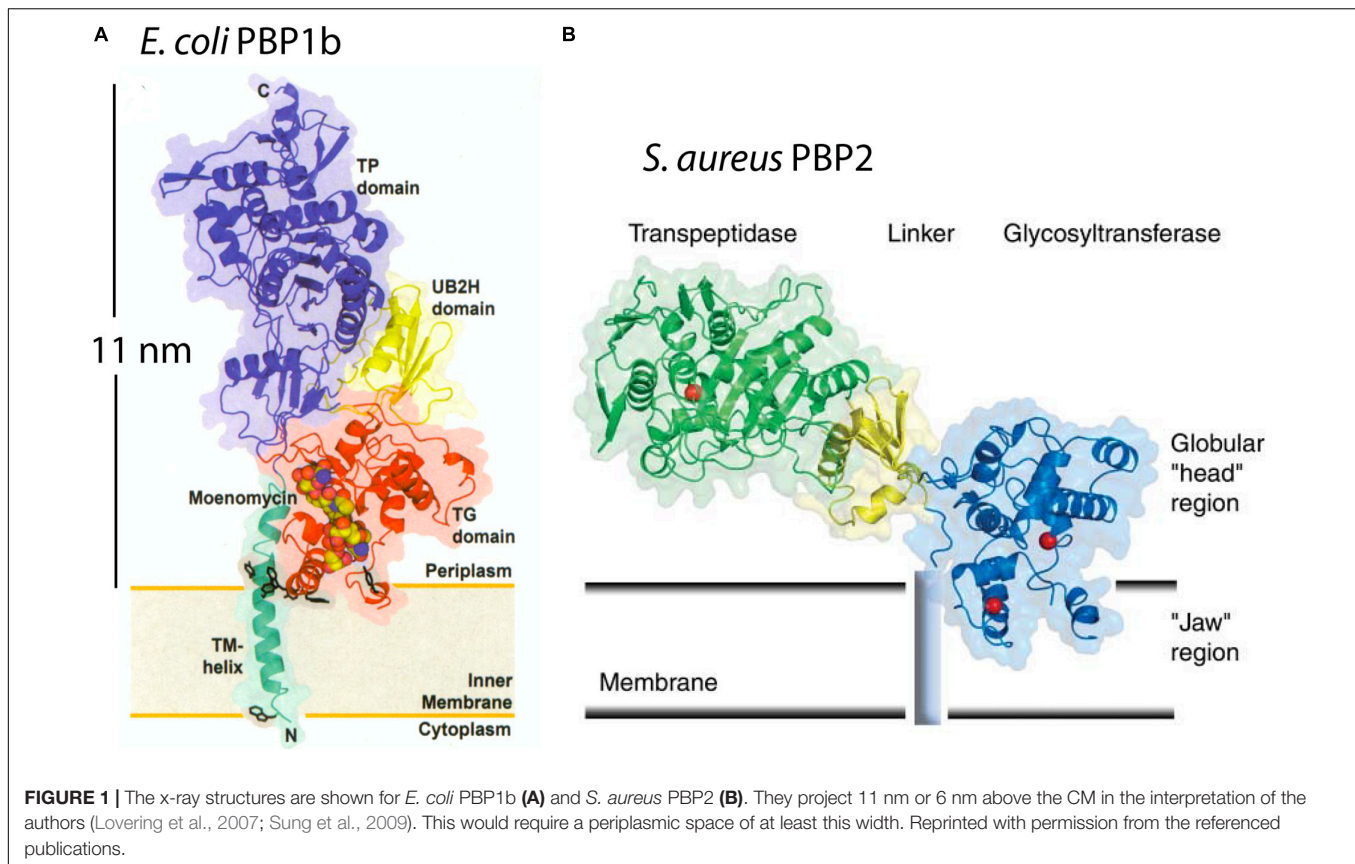 A
E. coli PBP1b
C
TP
domain
UB2H
domain
11 nm
Moenomycin
TG
domain
Periplasm
TM-
helix
Inner
Membrane
Cytoplasm
N
B
S. aureus PBP2
Transpeptidase Linker Glycosyltransferase
Globular
"head"
region
"Jaw"
region
Membrane
FIGURE 1 | The x-ray structures are shown for E. coli PBP1b (A) and S. aureus PBP2 (B). They project 11 nm or 6 nm above the CM in the interpretation of the
authors (Lovering et al., 2007; Sung et al., 2009). This would require a periplasmic space of at least this width. Reprinted with permission from the referenced
publications.